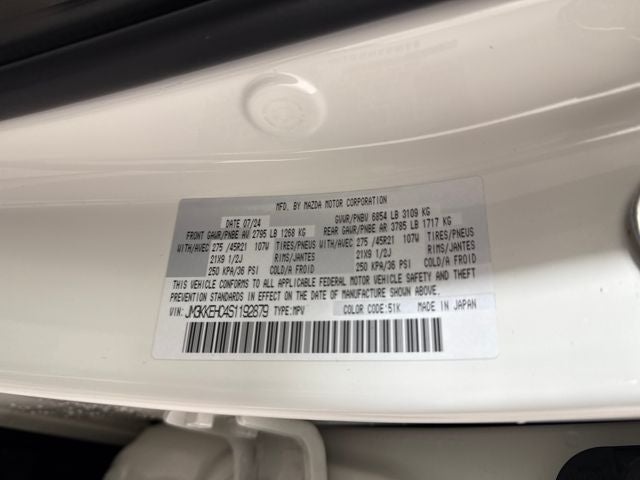 MFD. BY MAZDA MOTOR CORPORATION
DATE 07/24 GVWR/PNBV 6854 LB 3109 KG
FRONT GAWR/PNBE AV 2795 LB 1268 KG REAR GAWR/PNBE AR 3785 LB 1717 KG
WITH/AVEC 275 /45R21 107W TIRES/PNEUS WITH/AVEC 275 /45R21 107W TIRES/PNEUS
21X9 1/2J RIMS/JANTES 21X9 1/2J RIMS/JANTES
250 KPA/36 PSI COLD/A FROID 250 KPA/36 PSI COLD/A FROID
THIS VEHICLE CONFORMS TO ALL APPLICABLE FEDERAL MOTOR VEHICLE SAFETY AND THEFT
PREVENTION STANDARDS IN EFFECT ON THE DATE OF MANUFACTURE SHOWN ABOVE.
VIN: JM3KKEHC4S1192879 TYPE:MPV COLOR CODE:51K MADE IN JAPAN